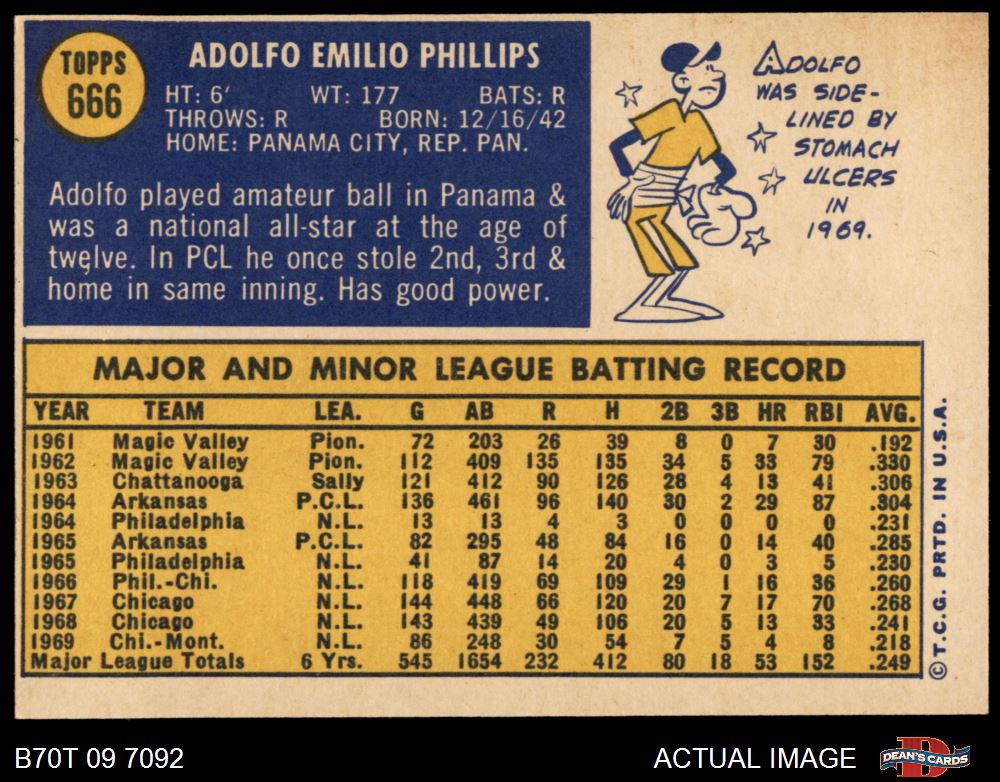 TOPPS
666
ADOLFO EMILIO PHILLIPS
HT: 6' WT: 177 BATS: R
THROWS: R BORN: 12/16/42
HOME: PANAMA CITY, REP. PAN.
Adolfo played amateur ball in Panama &
was a national all-star at the age of
twelve. In PCL he once stole 2nd, 3rd &
home in same inning. Has good power.
ADOLFO
WAS SIDE-
LINED BY
STOMACH
ULCERS
IN
1969.
MAJOR AND MINOR LEAGUE BATTING RECORD
YEAR TEAM LEA. G AB R H 2B 3B HR RBI AVG.
1961 Magic Valley Pion. 72 203 26 39 8 0 7 30 .192
1962 Magic Valley Pion. 112 409 135 135 34 5 33 79 .330
1963 Chattanooga Sally 121 412 90 126 28 4 13 41 .306
1964 Arkansas P.C.L. 136 461 96 140 30 2 29 87 .304
1964 Philadelphia N.L. 13 13 4 3 0 0 0 0 .231
1965 Arkansas P.C.L. 82 295 48 84 16 0 14 40 .285
1965 Philadelphia N.L. 41 87 14 20 4 0 3 5 .230
1966 Phil.-Chi. N.L. 118 419 69 109 29 1 16 36 .260
1967 Chicago N.L. 144 448 66 120 20 7 17 70 .268
1968 Chicago N.L. 143 439 49 106 20 5 13 33 .241
1969 Chi.-Mont. N.L. 86 248 30 54 7 5 4 8 .218
Major League Totals 6 Yrs. 545 1654 232 412 80 18 53 152 .249
© T.C.G. PRTD. IN U.S.A.
B70T 09 7092
ACTUAL IMAGE
DEAN'S CARDS